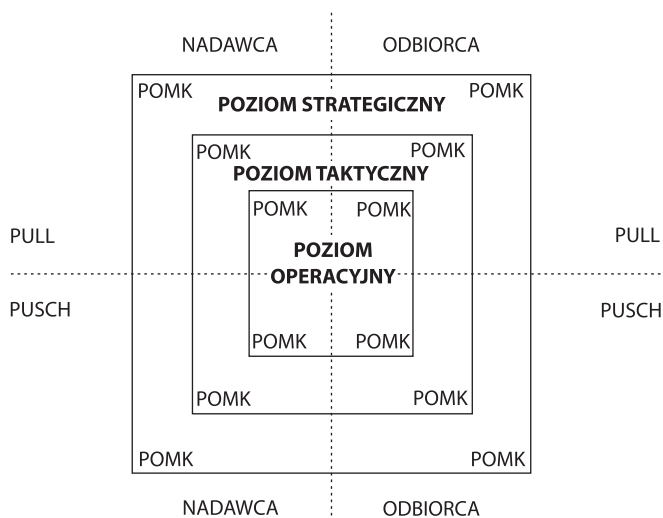 NADAWCA ODBIORCA
POMK POMK
POZIOM STRATEGICZNY
POMK POMK
POZIOM TAKTYCZNY
POMK POMK
PULL PULL
POZIOM
OPERACYJNY
PUSCH PUSCH
POMK POMK
POMK POMK
POMK POMK
NADAWCA ODBIORCA